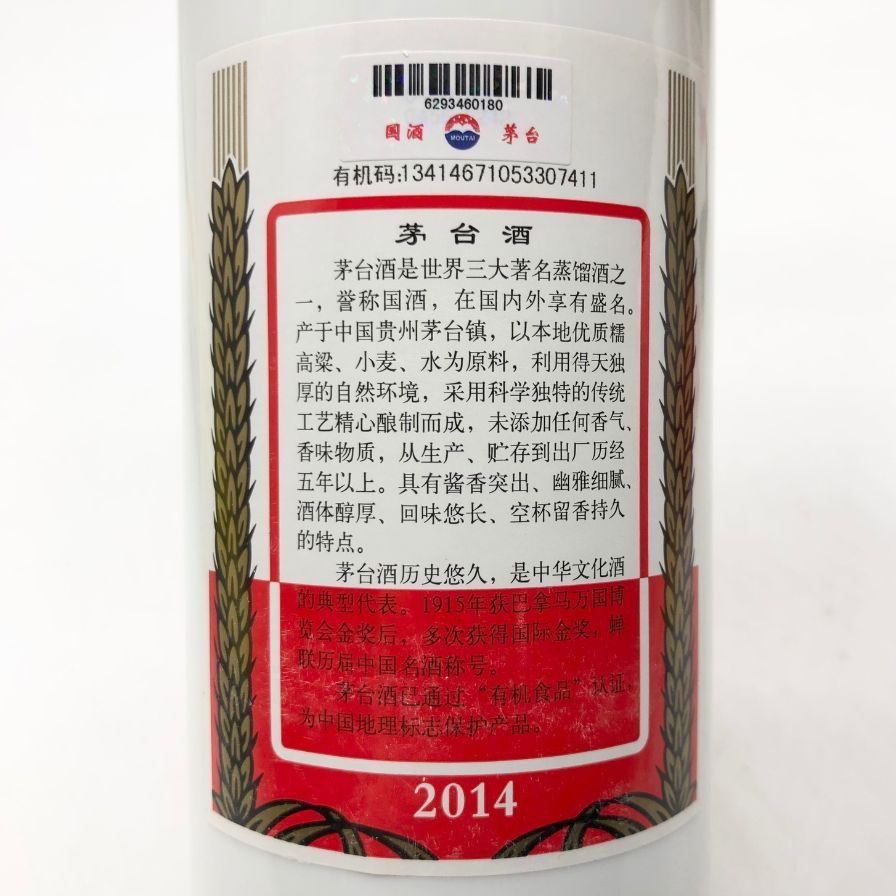 6293460180
国酒 MOUTAI 茅台
有机码:13414671053307411
茅台酒
茅台酒是世界三大著名蒸馏酒之
一，誉称国酒，在国内外享有盛名。
产于中国贵州茅台镇，以本地优质糯
高粱、小麦、水为原料，利用得天独
厚的自然环境，采用科学独特的传统
工艺精心酿制而成，未添加任何香气、
香味物质，从生产、贮存到出厂历经
五年以上。具有酱香突出、幽雅细腻、
酒体醇厚、回味悠长、空杯留香持久
的特点。
茅台酒历史悠久，是中华文化酒
的典型代表。1915年获巴拿马万国博
览会金奖后，多次获得国际金奖，蝉
联历届中国名酒称号。
茅台酒已通过“有机食品”认证，
为中国地理标志保护产品。
2014